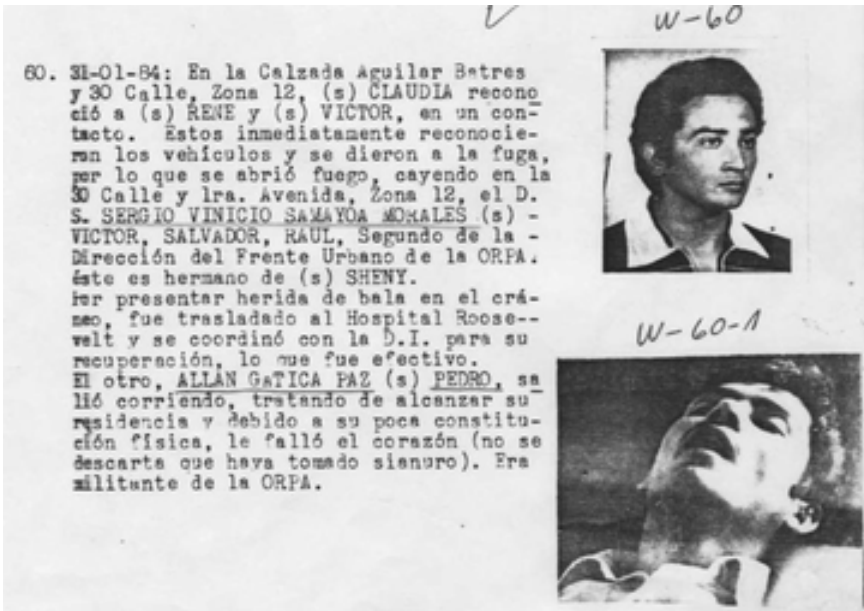 W-60
60. 31-01-84: En la Calzada Aguilar Batres
y 30 Calle, Zona 12, (s) CLAUDIA recono
ció a (s) RENE y (s) VICTOR, en un con-
tacto. Estos inmediatamente reconocie-
ron los vehículos y se dieron a la fuga,
por lo que se abrió fuego, cayendo en la
30 Calle y 1ra. Avenida, Zona 12, el D.
S. SERGIO VINICIO SAMAYOA MORALES (s) -
VICTOR, SALVADOR, RAUL, Segundo de la -
Dirección del Frente Urbano de la ORPA.
éste es hermano de (s) SHENY.
Por presentar herida de bala en el crá-
neo, fue trasladado al Hospital Roose--
velt y se coordinó con la D.I. para su
recuperación, lo que fue efectivo.
El otro, ALLAN GATICA PAZ (s) PEDRO, sa
lió corriendo, tratando de alcanzar su
residencia y debido a su poca constitu-
ción física, le falló el corazón (no se
descarta que haya tomado sianuro). Era
militante de la ORPA.
W-60-1